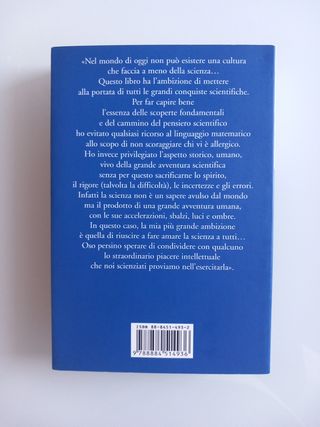 «Nel mondo di oggi non può esistere una cultura
che faccia a meno della scienza...
Questo libro ha l'ambizione di mettere
alla portata di tutti le grandi conquiste scientifiche.
Per far capire bene
l'essenza delle scoperte fondamentali
e del cammino del pensiero scientifico
ho evitato qualsiasi ricorso al linguaggio matematico
allo scopo di non scoraggiare chi vi è allergico.
Ho invece privilegiato l'aspetto storico, umano,
vivo della grande avventura scientifica
senza per questo sacrificarne lo spirito,
il rigore (talvolta la difficoltà), le incertezze e gli errori.
Infatti la scienza non è un sapere avulso dal mondo
ma il prodotto di una grande avventura umana,
con le sue accelerazioni, sbalzi, luci e ombre.
In questo caso, la mia più grande ambizione
è quella di riuscire a fare amare la scienza a tutti...
Oso persino sperare di condividere con qualcuno
lo straordinario piacere intellettuale
che noi scienziati proviamo nell'esercitarla».
ISBN 88-8451-493-2
9 788884 514936